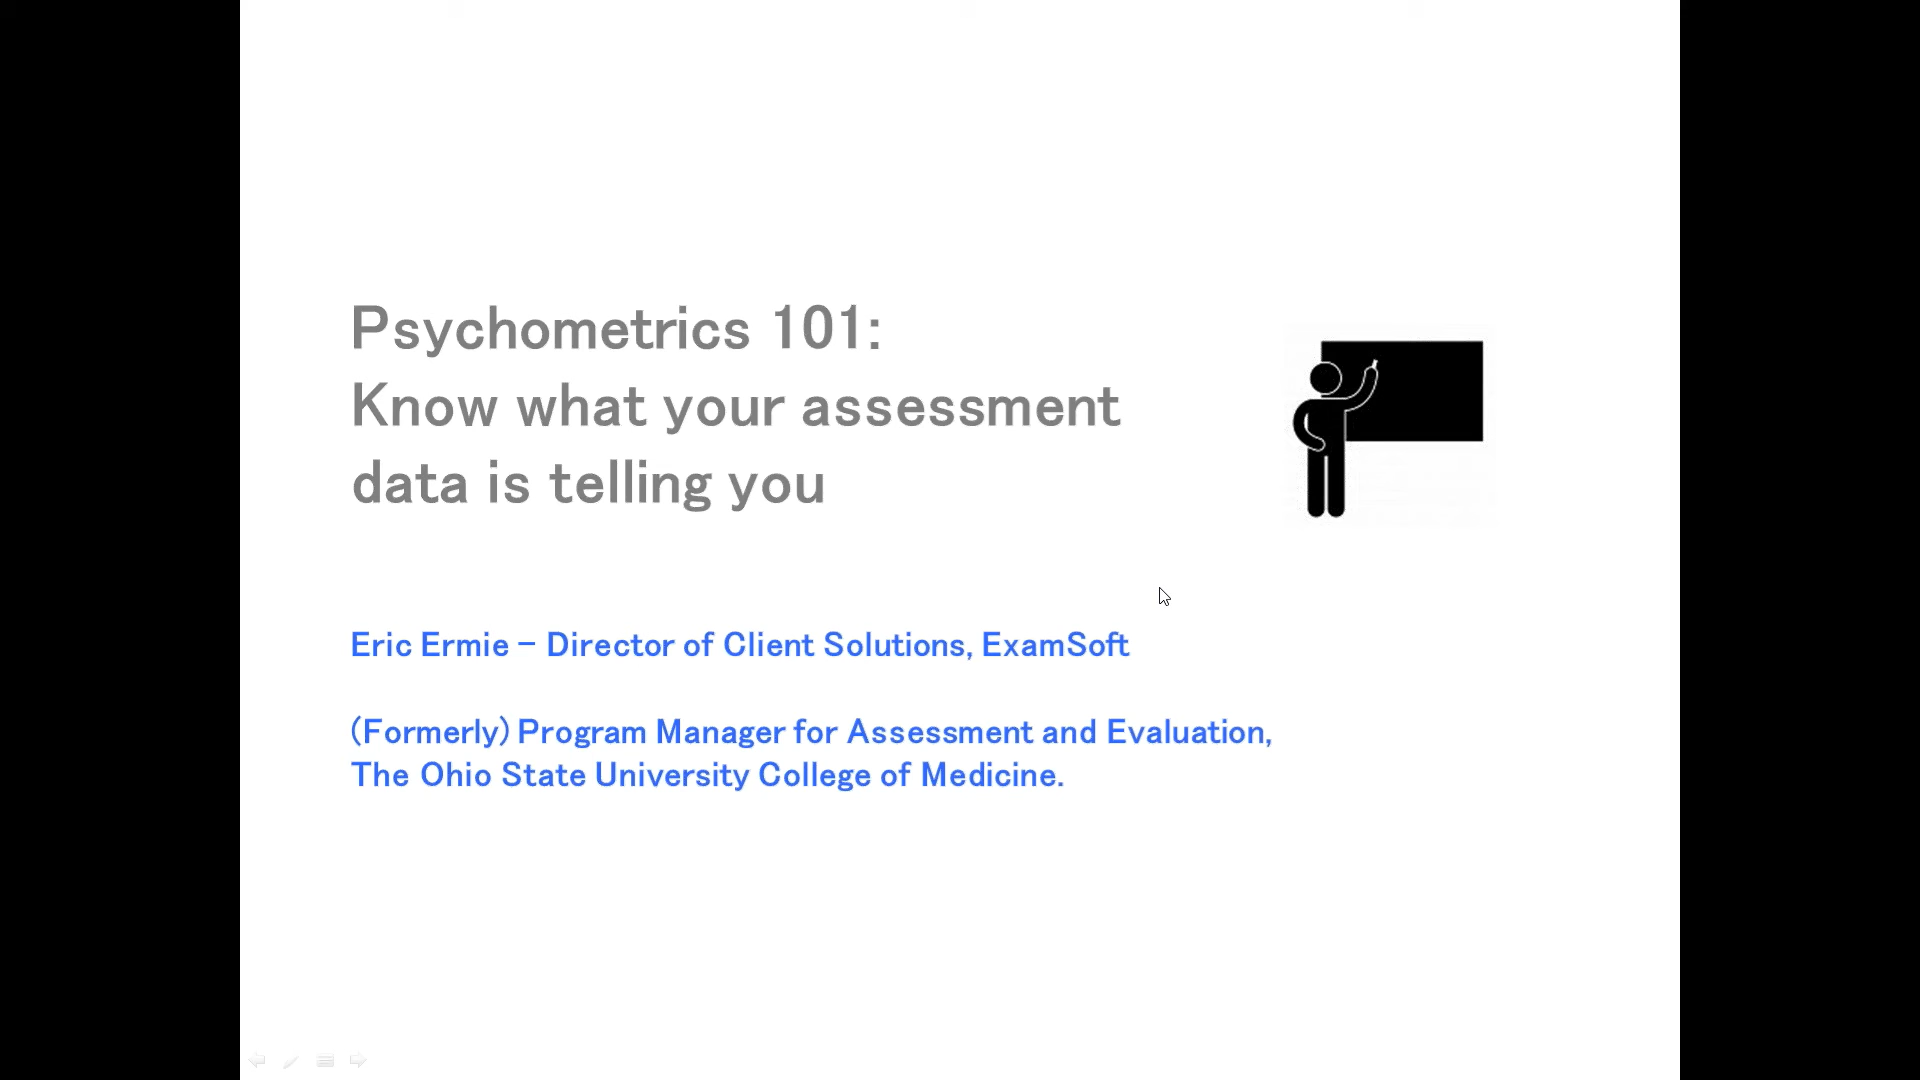 Psychometrics 101:
Know what your assessment
data is telling you
Eric Ermie – Director of Client Solutions, ExamSoft
(Formerly) Program Manager for Assessment and Evaluation,
The Ohio State University College of Medicine.